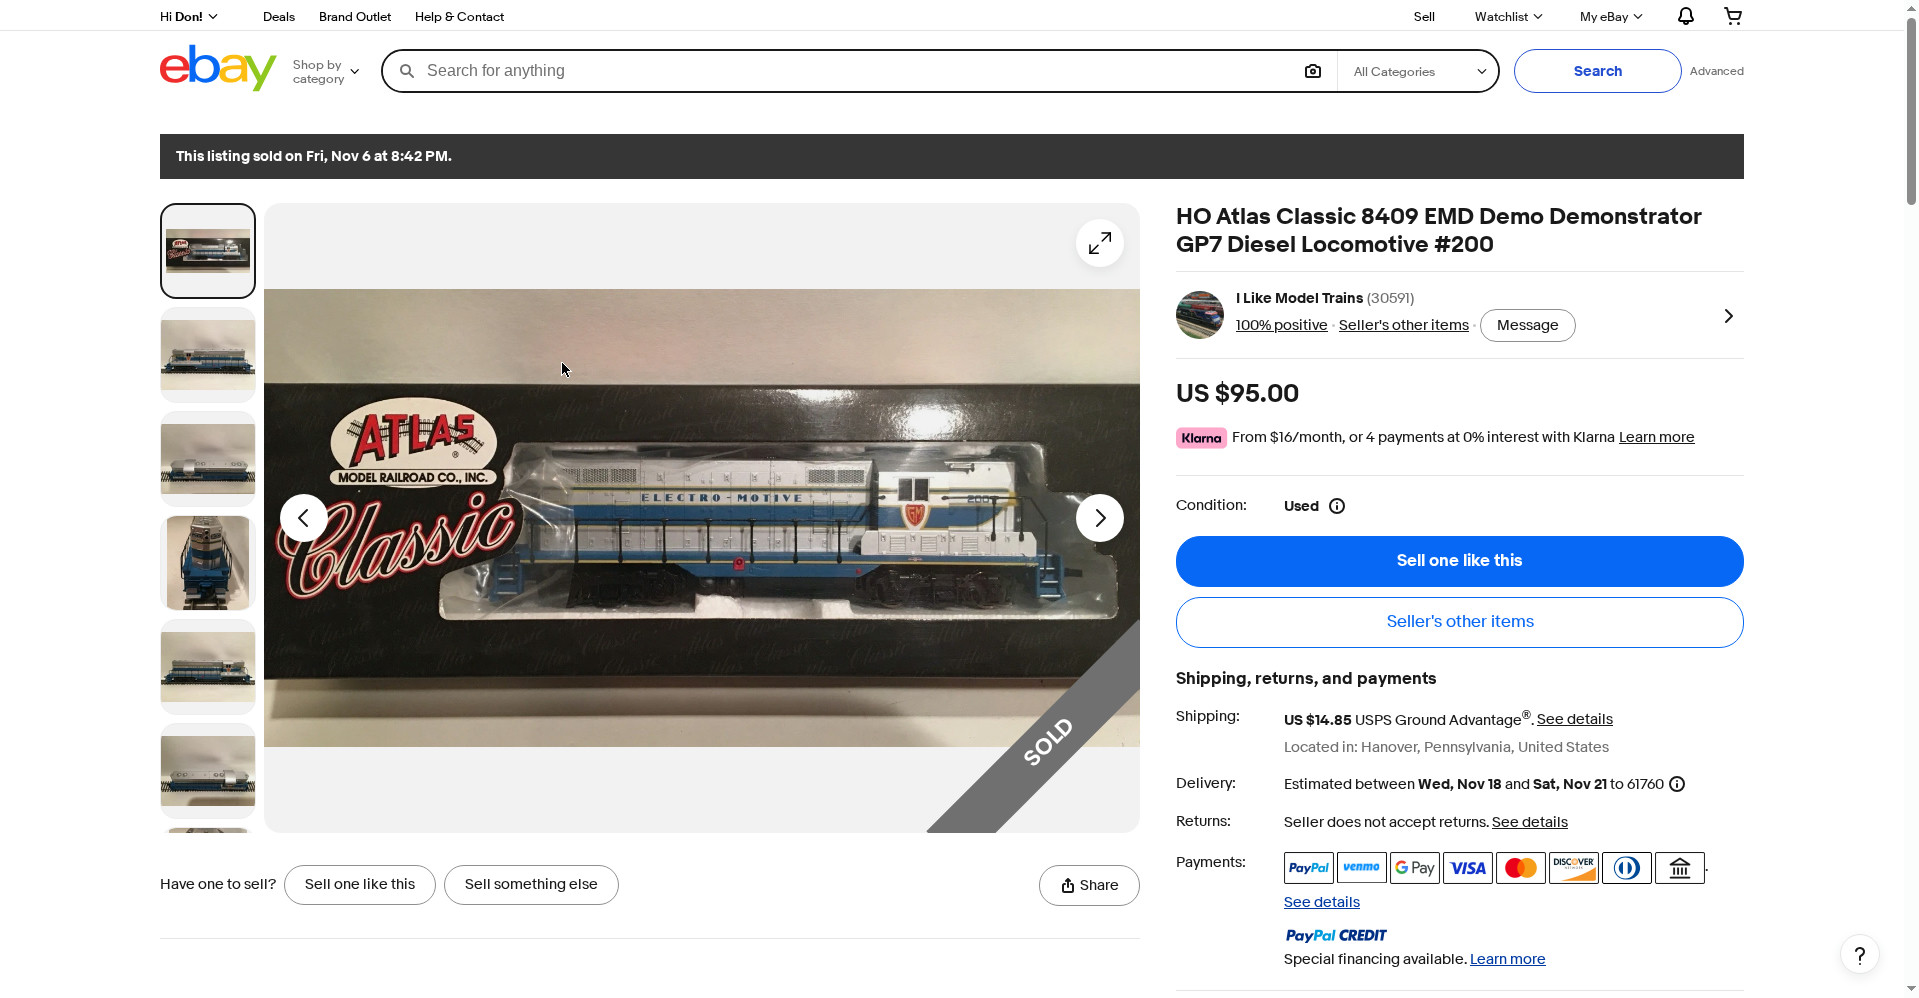 Hi Don!
Deals
Brand Outlet
Help & Contact
Sell
Watchlist
My eBay
ebay
Shop by
category
Search for anything
All Categories
Search
Advanced
This listing sold on Fri, Nov 6 at 8:42 PM.
HO Atlas Classic 8409 EMD Demo Demonstrator
GP7 Diesel Locomotive #200
I Like Model Trains (30591)
100% positive · Seller's other items · Message
US $95.00
Klarna From $16/month, or 4 payments at 0% interest with Klarna Learn more
Condition: Used
Sell one like this
Seller's other items
ATLAS
®
MODEL RAILROAD CO., INC.
Classic
ELECTRO-MOTIVE
200
GM
SOLD
Shipping, returns, and payments
Shipping: US $14.85 USPS Ground Advantage®. See details
Located in: Hanover, Pennsylvania, United States
Delivery: Estimated between Wed, Nov 18 and Sat, Nov 21 to 61760
Returns: Seller does not accept returns. See details
Payments: PayPal venmo G Pay VISA DISCOVER .
See details
PayPal CREDIT
Special financing available. Learn more
Have one to sell? Sell one like this Sell something else
Share
?